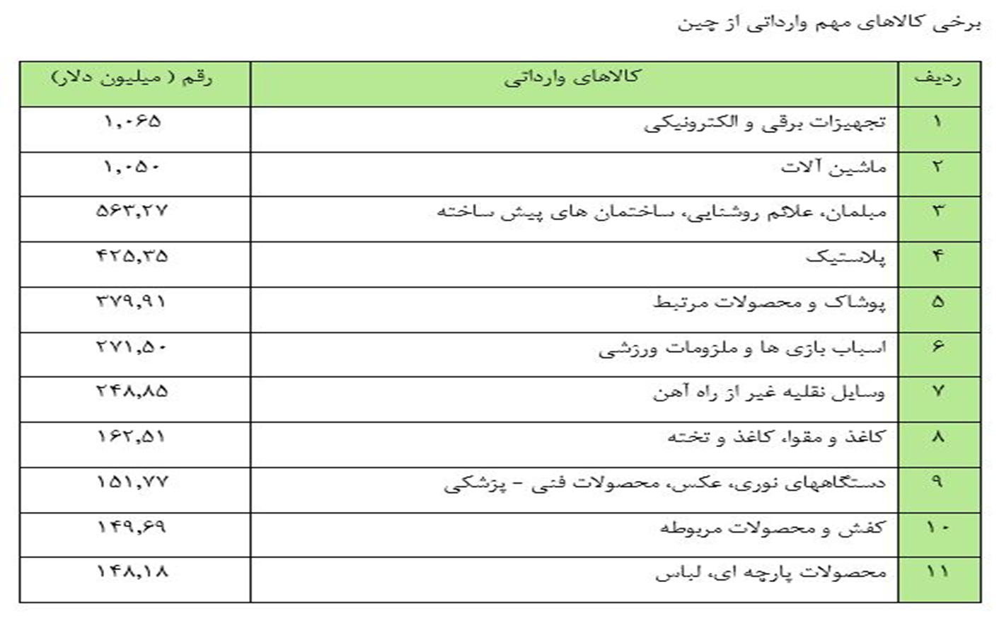 برخی کالاهای مهم وارداتی از چین
ردیف کالاهای وارداتی رقم ( میلیون دلار)
۱ تجهیزات برقی و الکترونیکی ۱,۰۶۵
۲ ماشین آلات ۱,۰۵۰
۳ مبلمان، علائم روشنایی، ساختمان های پیش ساخته ۵۶۳,۲۷
۴ پلاستیک ۴۲۵,۳۵
۵ پوشاک و محصولات مرتبط ۳۷۹,۹۱
۶ اسباب بازی ها و ملزومات ورزشی ۲۷۱,۵۰
۷ وسایل نقلیه غیر از راه آهن ۲۴۸,۸۵
۸ کاغذ و مقوا، کاغذ و تخته ۱۶۲,۵۱
۹ دستگاههای نوری، عکس، محصولات فنی - پزشکی ۱۵۱,۷۷
۱۰ کفش و محصولات مربوطه ۱۴۹,۶۹
۱۱ محصولات پارچه ای، لباس ۱۴۸,۱۸